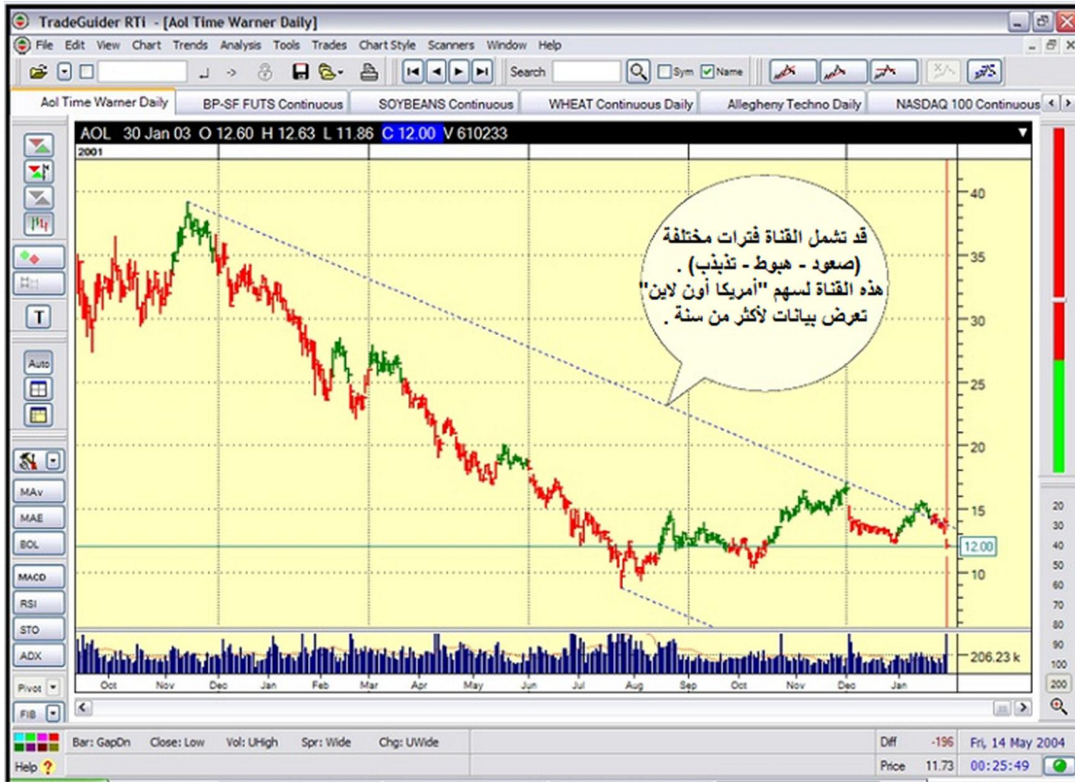 TradeGuider RTi - [Aol Time Warner Daily]
File Edit View Chart Trends Analysis Tools Trades Chart Style Scanners Window Help
Search Sym Name
Aol Time Warner Daily BP-SF FUTS Continuous SOYBEANS Continuous WHEAT Continuous Daily Allegheny Techno Daily NASDAQ 100 Continuous
AOL 30 Jan 03 O 12.60 H 12.63 L 11.86 C 12.00 V 610233
2001
قد تشمل القناة فترات مختلفة
(صعود - هبوط - تذبذب) .
هذه القناة لسهم "أمريكا أون لاين"
تعرض بيانات لأكثر من سنة .
40
35
30
25
20
15
12.00
10
206.23 k
Oct Nov Dec Jan Feb Mar Apr May Jun Jul Aug Sep Oct Nov Dec Jan
T
Auto
MAv
MAE
BOL
MACD
RSI
STO
ADX
Pivot
FIB
20
30
40
50
60
70
80
90
100
200
Bar: GapDn Close: Low Vol: UHigh Spr: Wide Chg: UWide Diff -196 Fri, 14 May 2004
Help ? Price 11.73 00:25:49